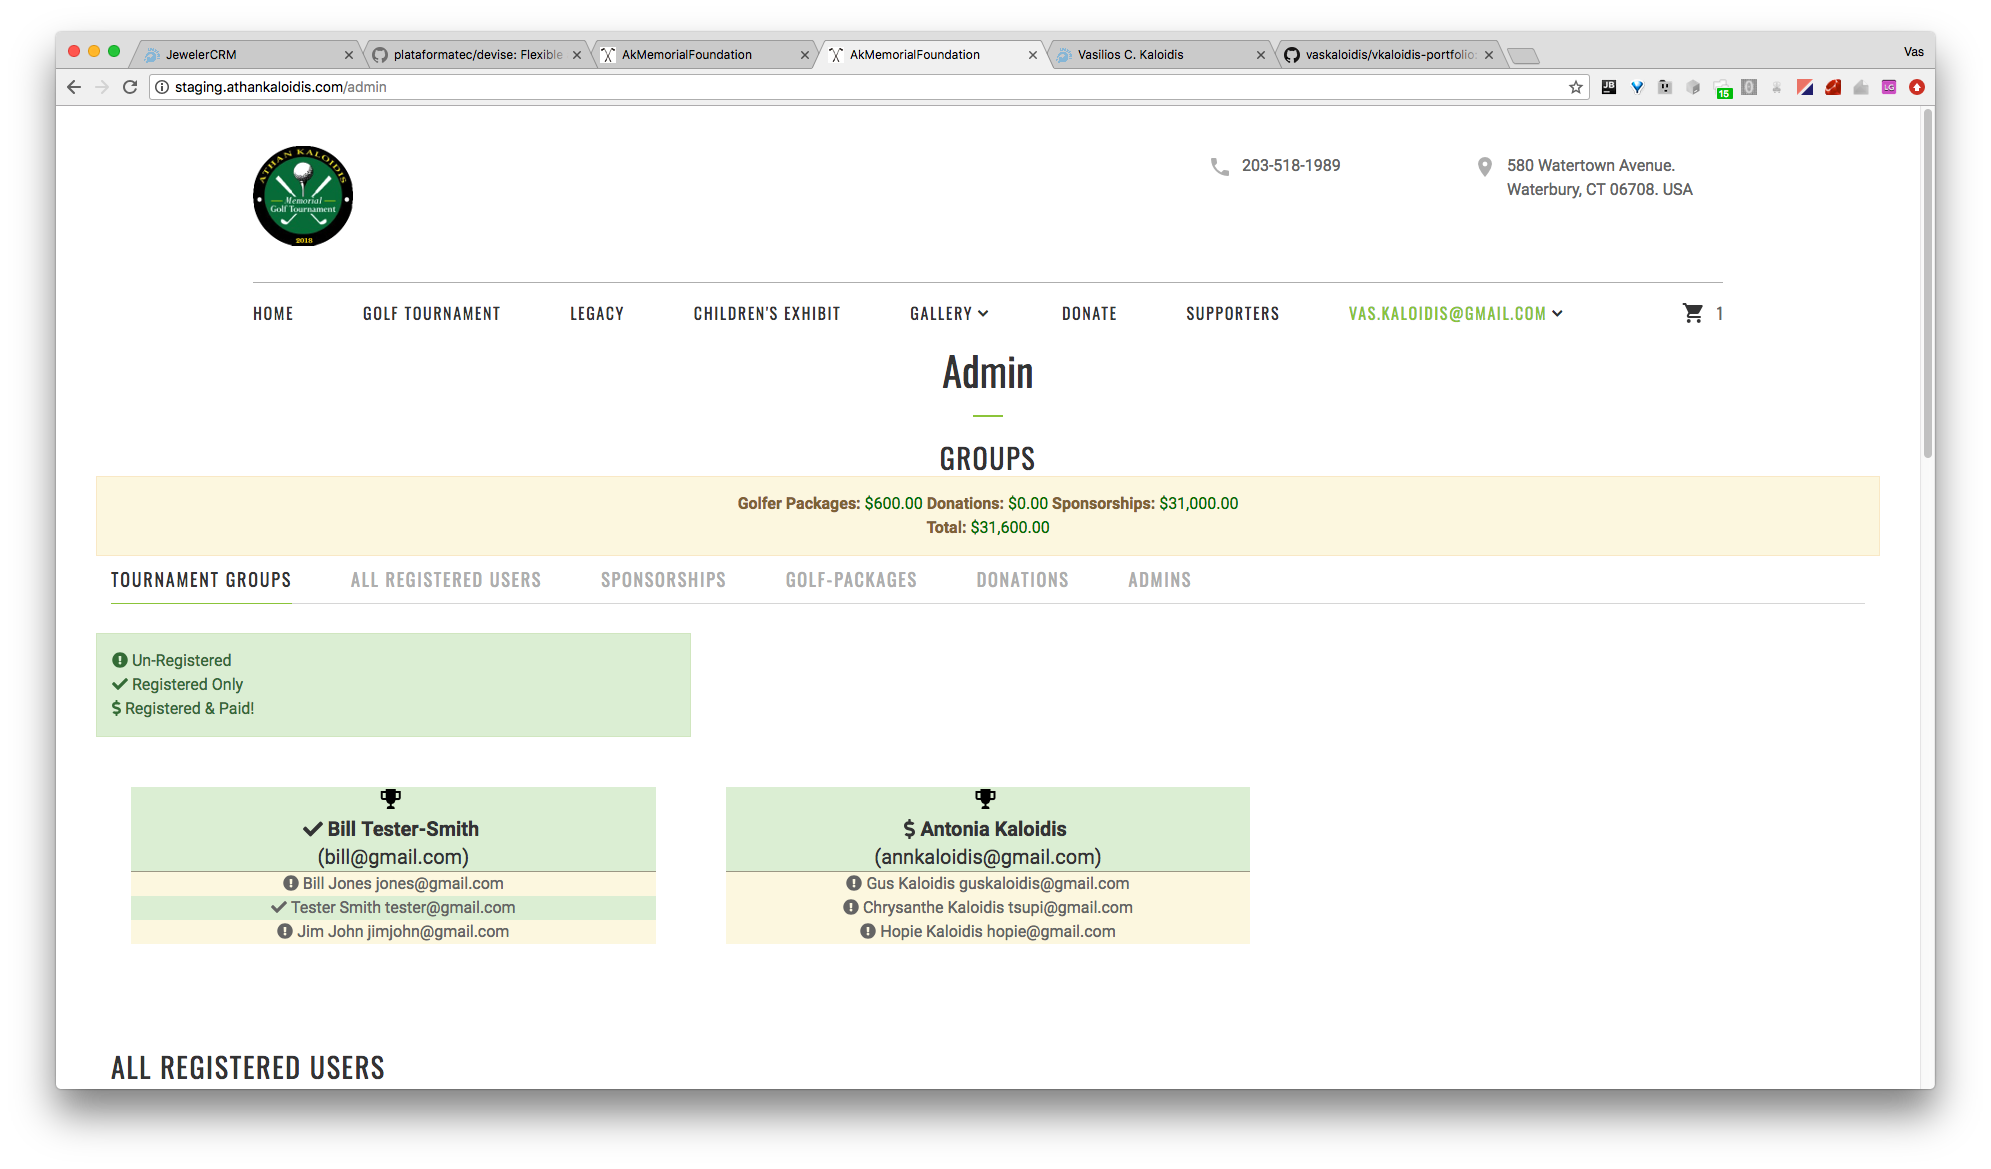 JewelerCRM
plataformatec/devise: Flexible
AkMemorialFoundation
AkMemorialFoundation
Vasilios C. Kaloidis
vaskaloidis/vkaloidis-portfolio:
Vas
staging.athankaloidis.com/admin
JB
15
0
LG
ATHAN KALOIDIS
Memorial
Golf Tournament
2018
203-518-1989
580 Watertown Avenue.
Waterbury, CT 06708. USA
HOME GOLF TOURNAMENT LEGACY CHILDREN'S EXHIBIT GALLERY DONATE SUPPORTERS VAS.KALOIDIS@GMAIL.COM 1
Admin
GROUPS
Golfer Packages: $600.00 Donations: $0.00 Sponsorships: $31,000.00
Total: $31,600.00
TOURNAMENT GROUPS ALL REGISTERED USERS SPONSORSHIPS GOLF-PACKAGES DONATIONS ADMINS
Un-Registered
Registered Only
$ Registered & Paid!
Bill Tester-Smith
(bill@gmail.com)
Bill Jones jones@gmail.com
Tester Smith tester@gmail.com
Jim John jimjohn@gmail.com
$ Antonia Kaloidis
(annkaloidis@gmail.com)
Gus Kaloidis guskaloidis@gmail.com
Chrysanthe Kaloidis tsupi@gmail.com
Hopie Kaloidis hopie@gmail.com
ALL REGISTERED USERS